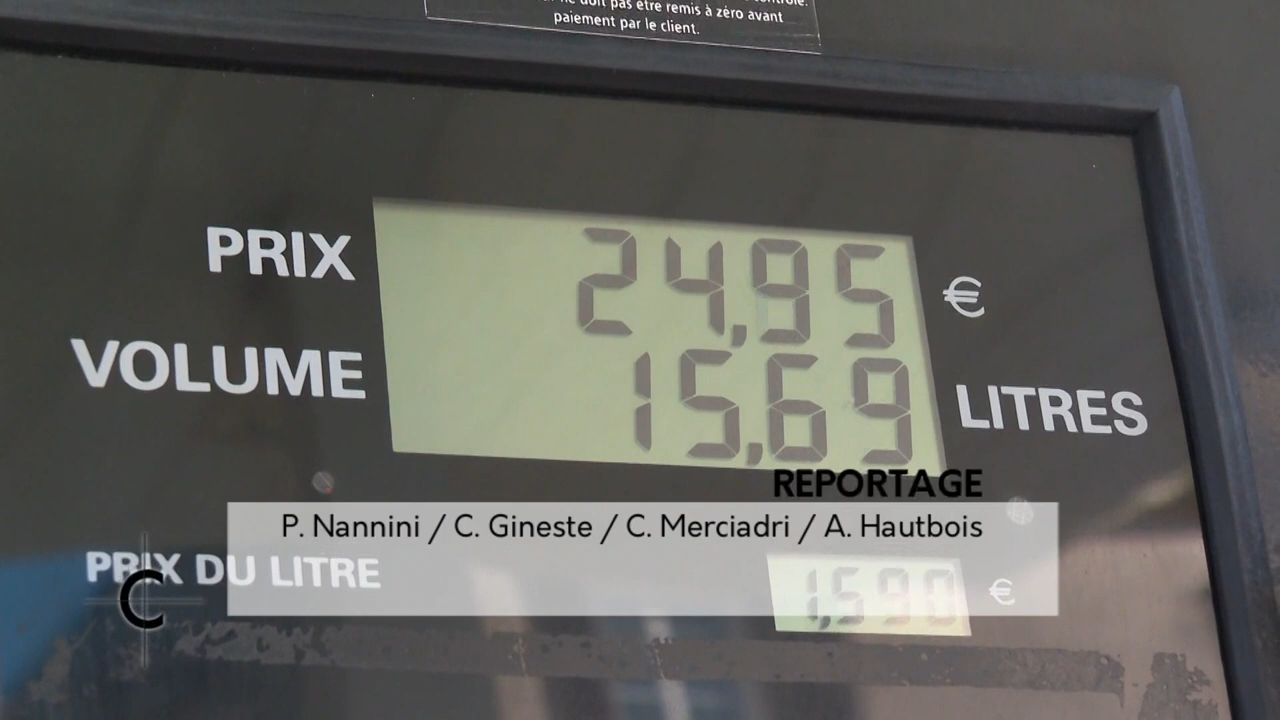 doit pas être remis à zéro avant
paiement par le client.
PRIX 24,95 €
VOLUME 15,69 LITRES
REPORTAGE
P. Nannini / C. Gineste / C. Merciadri / A. Hautbois
PRIX DU LITRE 1,590 €
C